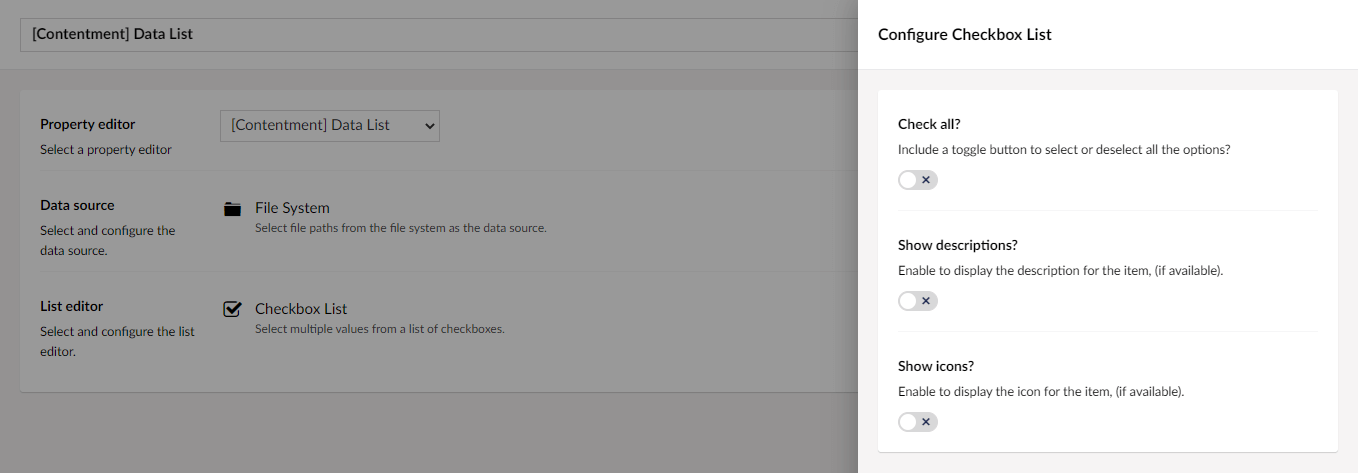 [Contentment] Data List
Property editor
Select a property editor
[Contentment] Data List
Data source
Select and configure the
data source.
File System
Select file paths from the file system as the data source.
List editor
Select and configure the list
editor.
Checkbox List
Select multiple values from a list of checkboxes.
Configure Checkbox List
Check all?
Include a toggle button to select or deselect all the options?
Show descriptions?
Enable to display the description for the item, (if available).
Show icons?
Enable to display the icon for the item, (if available).